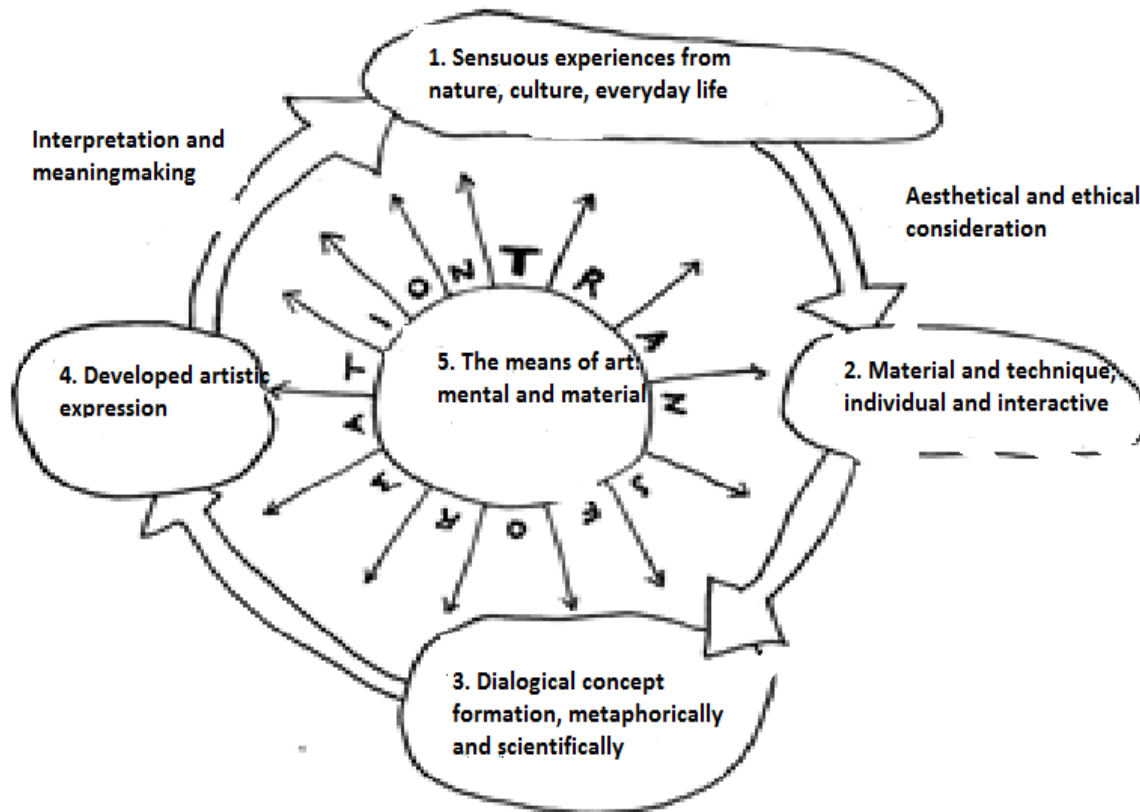 1. Sensuous experiences from
nature, culture, everyday life
Interpretation and
meaningmaking
Aesthetical and ethical
consideration
TRANSFORMATION
5. The means of art:
mental and material
4. Developed artistic
expression
2. Material and technique,
individual and interactive
3. Dialogical concept
formation, metaphorically
and scientifically